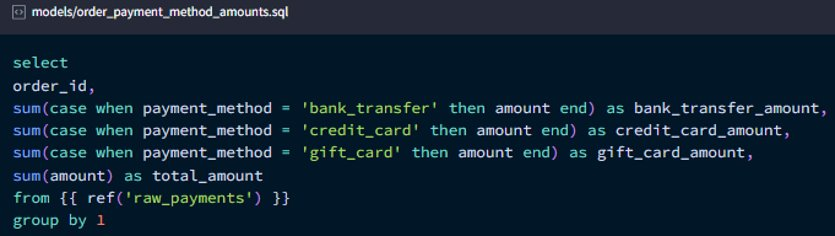 models/order_payment_method_amounts.sql
select
order_id,
sum(case when payment_method = 'bank_transfer' then amount end) as bank_transfer_amount,
sum(case when payment_method = 'credit_card' then amount end) as credit_card_amount,
sum(case when payment_method = 'gift_card' then amount end) as gift_card_amount,
sum(amount) as total_amount
from {{ ref('raw_payments') }}
group by 1